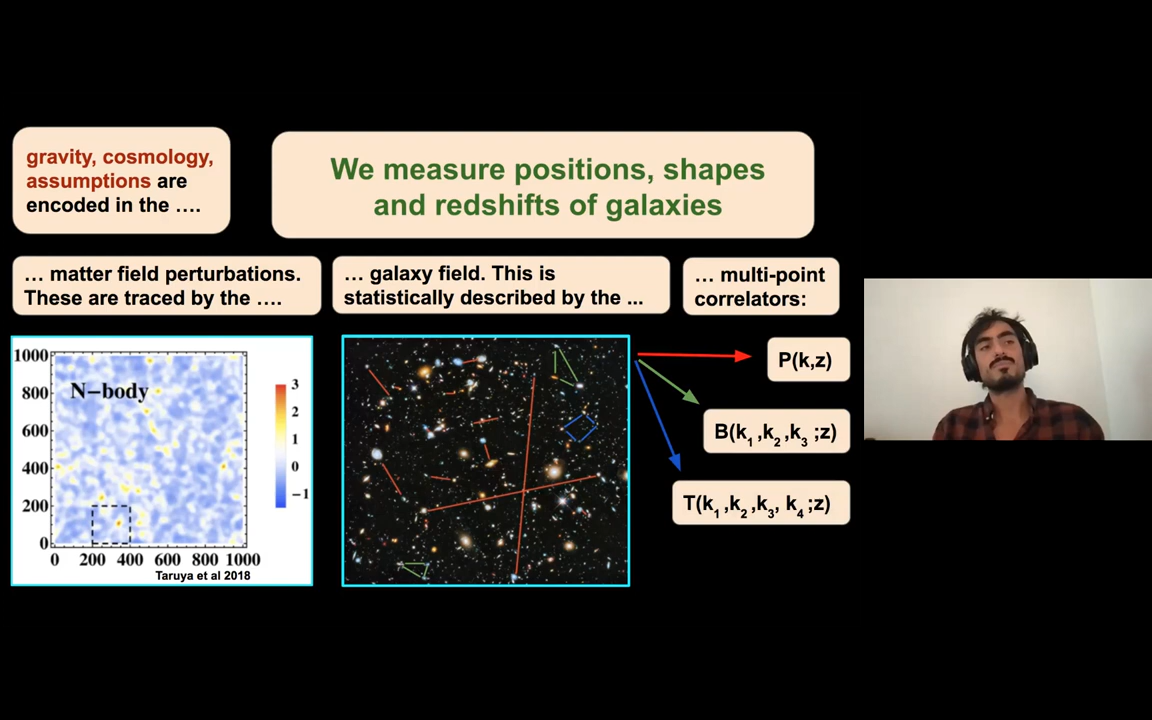 gravity, cosmology,
assumptions are
encoded in the ....
We measure positions, shapes
and redshifts of galaxies
... matter field perturbations.
These are traced by the ....
... galaxy field. This is
statistically described by the ...
... multi-point
correlators:
N-body
1000
800
600
400
200
0
0 200 400 600 800 1000
3
2
1
0
-1
Taruya et al 2018
P(k,z)
B(k₁,k₂,k₃ ;z)
T(k₁,k₂,k₃, k₄;z)